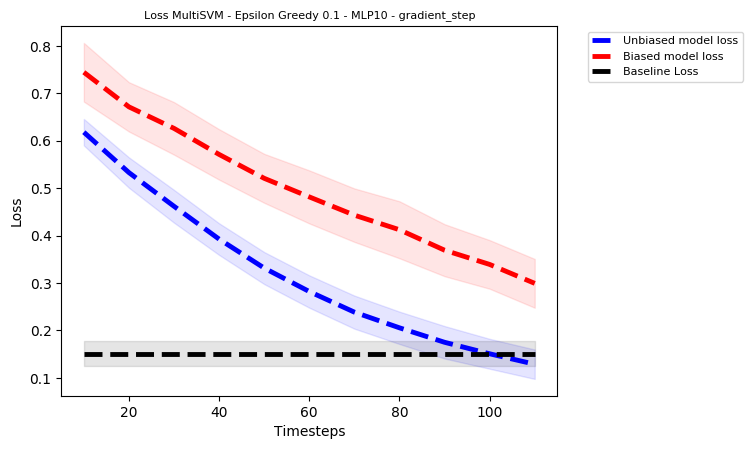 Loss MultiSVM - Epsilon Greedy 0.1 - MLP10 - gradient_step
Unbiased model loss
Biased model loss
Baseline Loss
Loss
0.8
0.7
0.6
0.5
0.4
0.3
0.2
0.1
20 40 60 80 100
Timesteps